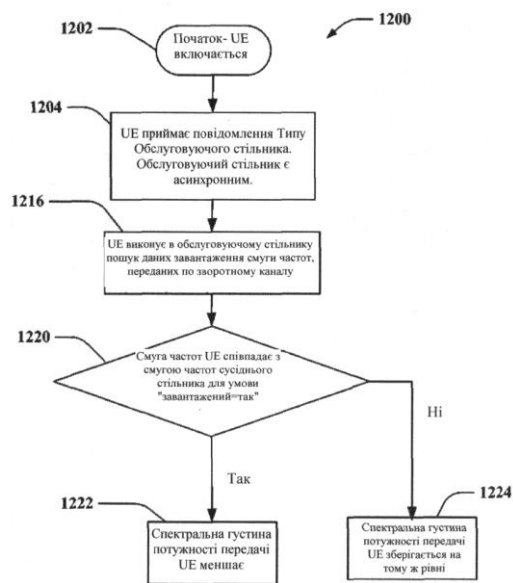 1200
1202
Початок- UE
включається
1204
UE приймає повідомлення Типу
Обслуговуючого стільника.
Обслуговуючий стільник є
асинхронним.
1216
UE виконує в обслуговуючому стільнику
пошук даних завантаження смуги частот,
переданих по зворотному каналу
1220
Смуга частот UE співпадає з
смугою частот сусіднього
стільника для умови
"завантажений=так"
Ні
Так
1222
Спектральна густина
потужності передачі
UE меншає
1224
Спектральна густина
потужності передачі
UE зберігається на
тому ж рівні